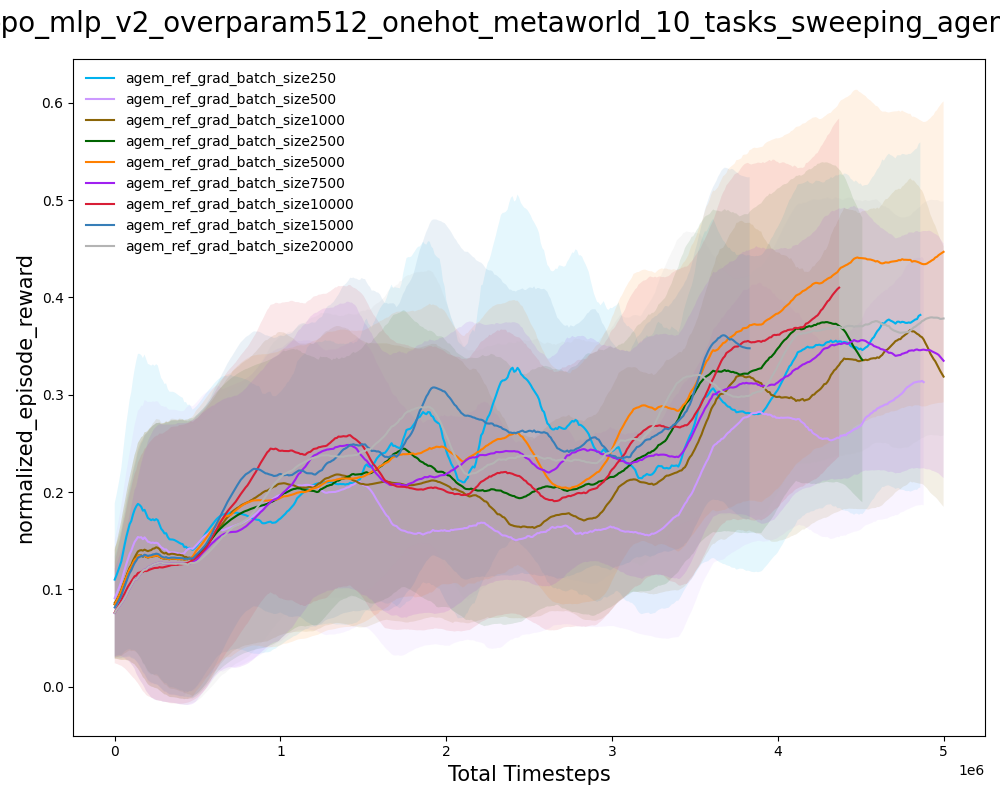 po_mlp_v2_overparam512_onehot_metaworld_10_tasks_sweeping_ager
agem_ref_grad_batch_size250
agem_ref_grad_batch_size500
agem_ref_grad_batch_size1000
agem_ref_grad_batch_size2500
agem_ref_grad_batch_size5000
agem_ref_grad_batch_size7500
agem_ref_grad_batch_size10000
agem_ref_grad_batch_size15000
agem_ref_grad_batch_size20000
normalized_episode_reward
0.6
0.5
0.4
0.3
0.2
0.1
0.0
0 1 2 3 4 5
1e6
Total Timesteps